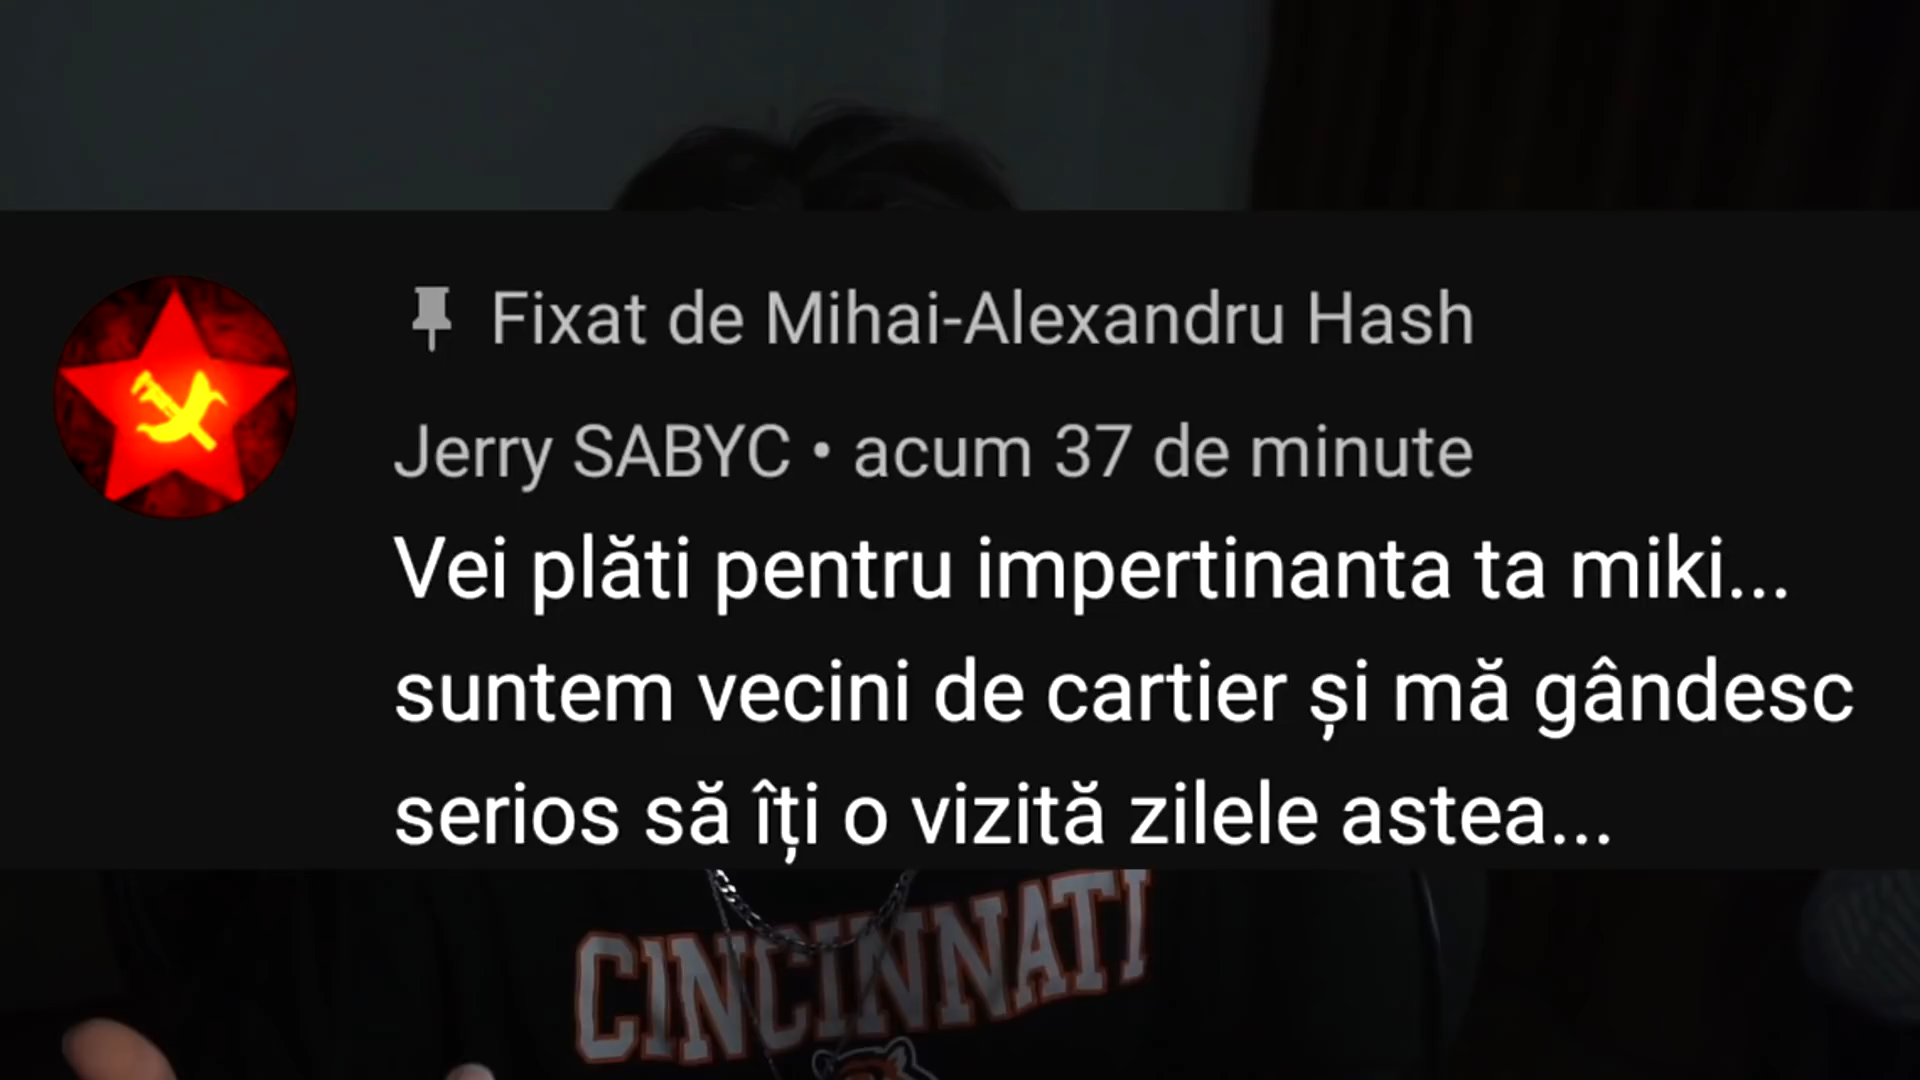 Fixat de Mihai-Alexandru Hash
Jerry SABYC • acum 37 de minute
Vei plăti pentru impertinanta ta miki...
suntem vecini de cartier și mă gândesc
serios să îți o vizită zilele astea...
CINCINNATI